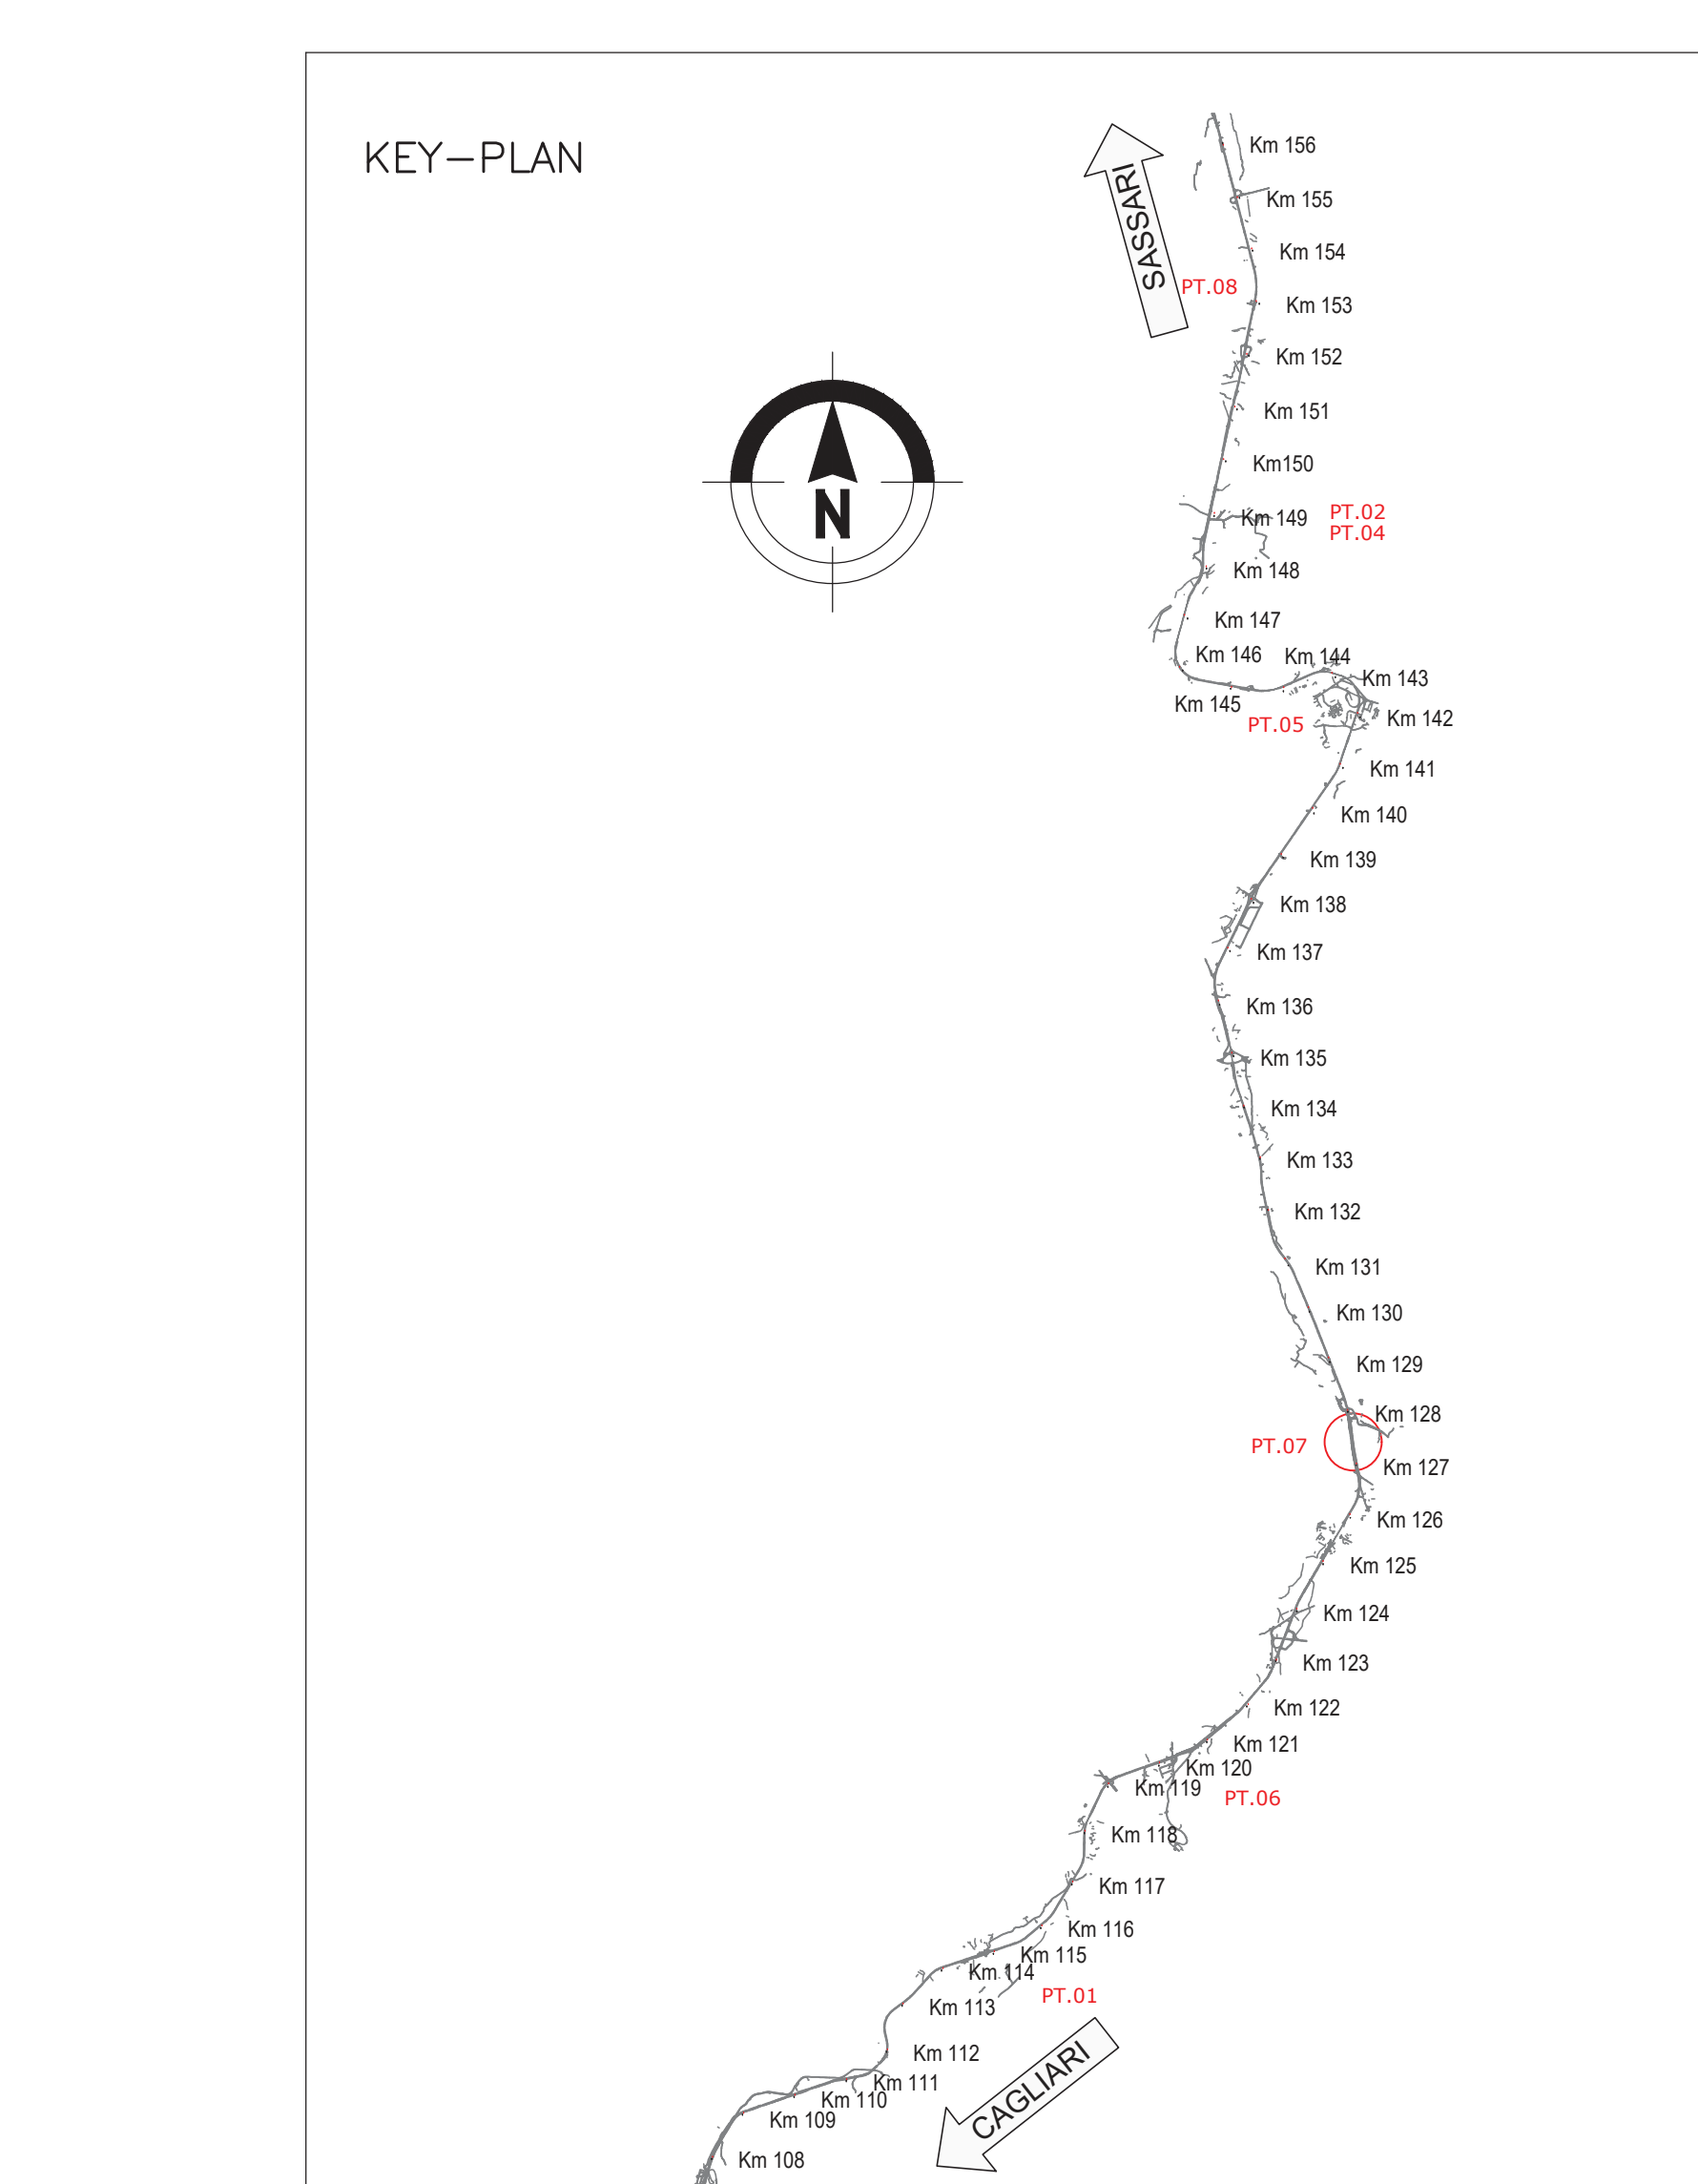 KEY-PLAN
Km 156
SASSARI
Km 155
Km 154
PT.08
Km 153
Km 152
Km 151
Km150
N
Km 149
PT.02
PT.04
Km 148
Km 147
Km 146
Km 144
Km 143
Km 145
Km 142
PT.05
Km 141
Km 140
Km 139
Km 138
Km 137
Km 136
Km 135
Km 134
Km 133
Km 132
Km 131
Km 130
Km 129
Km 128
PT.07
Km 127
Km 126
Km 125
Km 124
Km 123
Km 122
Km 121
Km 120
Km 119
PT.06
Km 118
Km 117
Km 116
Km 115
Km 114
PT.01
Km 113
Km 112
CAGLIARI
Km 111
Km 110
Km 109
Km 108